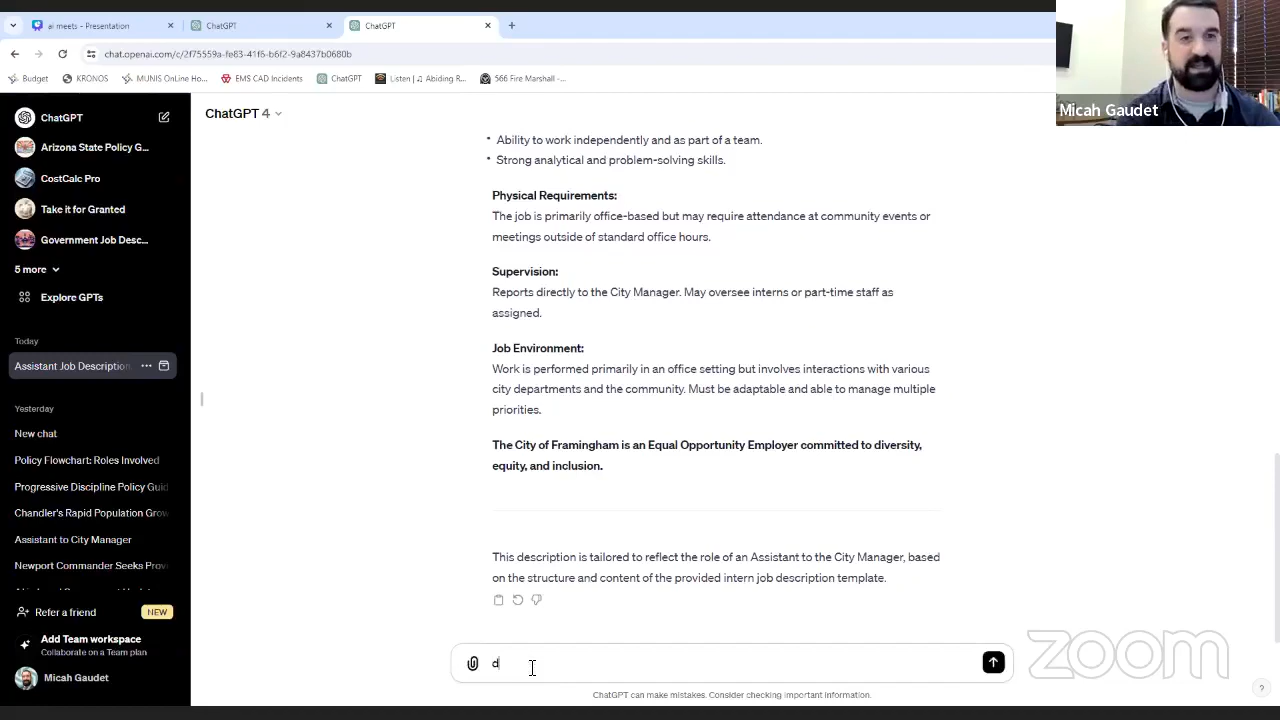 ai meets - Presentation
ChatGPT
ChatGPT
chat.openai.com/c/2f75559a-fe83-41f6-b6f2-9a8437b0680b
Budget
KRONOS
MUNIS OnLine Ho...
EMS CAD Incidents
ChatGPT
Listen | ♫ Abiding R...
566 Fire Marshall -...
Micah Gaudet
ChatGPT
Arizona State Policy G...
CostCalc Pro
Take it for Granted
Government Job Desc...
5 more
Explore GPTs
Today
Assistant Job Description
Yesterday
New chat
Policy Flowchart: Roles Involved
Progressive Discipline Policy Guid
Chandler's Rapid Population Grow
Assistant to City Manager
Newport Commander Seeks Prov
Refer a friend NEW
Add Team workspace
Collaborate on a Team plan
Micah Gaudet
ChatGPT 4
• Ability to work independently and as part of a team.
• Strong analytical and problem-solving skills.
Physical Requirements:
The job is primarily office-based but may require attendance at community events or
meetings outside of standard office hours.
Supervision:
Reports directly to the City Manager. May oversee interns or part-time staff as
assigned.
Job Environment:
Work is performed primarily in an office setting but involves interactions with various
city departments and the community. Must be adaptable and able to manage multiple
priorities.
The City of Framingham is an Equal Opportunity Employer committed to diversity,
equity, and inclusion.
This description is tailored to reflect the role of an Assistant to the City Manager, based
on the structure and content of the provided intern job description template.
d
ChatGPT can make mistakes. Consider checking important information.
zoom
?